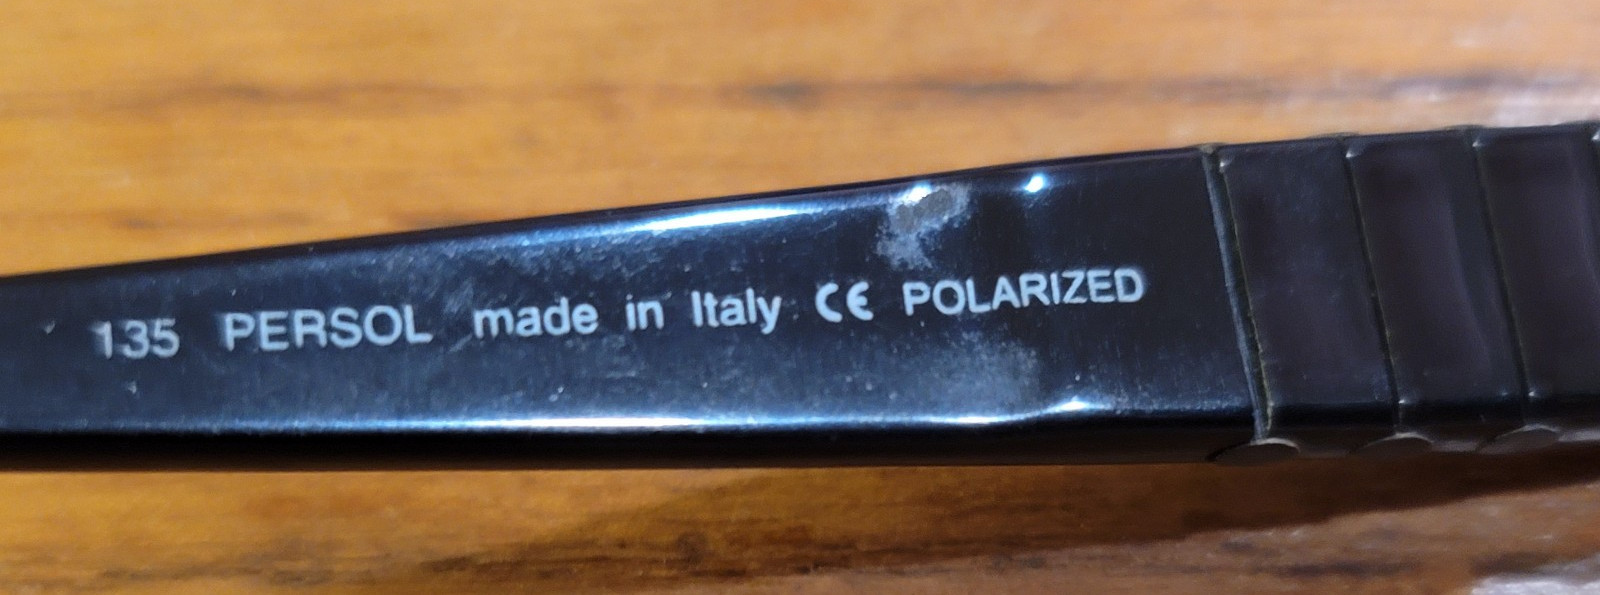 135 PERSOL made in Italy CE POLARIZED